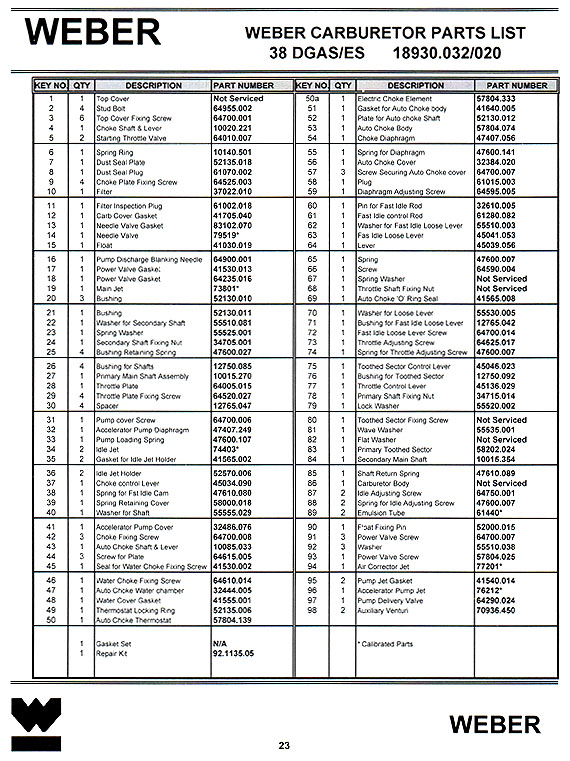 WEBER
WEBER CARBURETOR PARTS LIST
38 DGAS/ES 18930.032/020
KEY NO. QTY DESCRIPTION PART NUMBER KEY NO. QTY DESCRIPTION PART NUMBER
1 1 Top Cover Not Serviced 50a 1 Electric Choke Element 57804.333
2 4 Stud Bolt 64955.002 51 1 Gasket for Auto Choke body 41640.005
3 6 Top Cover Fixing Screw 64700.001 52 1 Plate for Auto Choke Shaft 52130.012
4 1 Choke Shaft & Lever 10020.221 53 1 Auto Choke Body 57804.074
5 2 Starting Throttle Valve 64010.007 54 1 Choke Diaphragm 47407.056
6 1 Spring Ring 10140.501 55 1 Spring for Diaphragm 47600.141
7 1 Dust Seal Plate 52135.018 56 1 Auto Choke Cover 32384.020
8 1 Dust Seal Plug 61070.002 57 3 Screw Securing Auto Choke cover 64700.007
9 4 Choke Plate Fixing Screw 64525.003 58 1 Plug 61015.003
10 1 Filter 37022.010 59 1 Diaphragm Adjusting Screw 64595.005
11 1 Filter Inspection Plug 61002.018 60 1 Pin for Fast Idle Rod 32610.005
12 1 Carb Cover Gasket 41705.040 61 1 Fast Idle control Rod 61280.082
13 1 Needle Valve Gasket 83102.070 62 1 Washer for Fast Idle Lever 55510.003
14 1 Needle Valve 79519* 63 1 Fas Idle Loose Lever 45041.053
15 1 Float 41030.019 64 1 Lever 45039.056
16 1 Pump Discharge Blanking Needle 64900.001 65 1 Spring 47600.007
17 1 Power Valve Gasket 41530.013 66 1 Screw 64590.004
18 1 Power Valve Gasket 64235.016 67 1 Spring Washer Not Serviced
19 1 Main Jet 73801* 68 1 Throttle Shaft Fixing Nut Not Serviced
20 3 Bushing 52130.010 69 1 Auto Choke 'O' Ring Seal 41565.008
21 1 Bushing 52130.011 70 1 Washer for Loose Lever 55530.005
22 1 Washer for Secondary Shaft 55510.081 71 1 Bushing for Fast Idle Loose Lever 12765.042
23 1 Spring Washer 55525.001 72 1 Fast Idle Loose Lever Screw 64700.014
24 1 Secondary Shaft Fixing Nut 34705.001 73 1 Throttle Adjusting Screw 64625.017
25 4 Bushing Retaining Spring 47600.027 74 1 Spring for Throttle Adjusting Screw 47600.007
26 4 Bushing for Shafts 12750.085 75 1 Toothed Sector Control Lever 45046.023
27 1 Primary Main Shaft Assembly 10015.270 76 1 Bushing for Toothed Sector 12750.092
28 1 Throttle Plate 64005.015 77 1 Throttle Control Lever 45136.029
29 4 Throttle Plate Fixing Screw 64520.027 78 1 Primary Shaft Fixing Nut 34715.014
30 4 Spacer 12765.047 79 1 Lock Washer 55520.002
31 1 Pump cover Screw 64700.006 80 1 Toothed Sector Fixing Screw Not Serviced
32 1 Accelerator Pump Diaphragm 47407.249 81 1 Wave Washer 55535.001
33 1 Pump Loading Spring 47600.107 82 1 Flat Washer Not Serviced
34 2 Idle Jet 74403* 83 1 Primary Toothed Sector 58202.024
35 2 Gasket for Idle Jet Holder 41565.002 84 1 Secondary Main Shaft 10015.354
36 2 Idle Jet Holder 52570.006 85 1 Shaft Return Spring 47610.089
37 1 Choke control Lever 45034.090 86 1 Carburetor Body Not Serviced
38 1 Spring for Fst Idle Cam 47610.080 87 2 Idle Adjusting Screw 64750.001
39 1 Spring Retaining Cover 58000.018 88 2 Spring for Idle Adjusting Screw 47600.007
40 1 Washer for Shaft 55555.029 89 2 Emulsion Tube 61440*
41 1 Accelerator Pump Cover 32486.076 90 1 Float Fixing Pin 52000.015
42 3 Choke Fixing Screw 64700.008 91 3 Power Valve Screw 64700.007
43 1 Auto Choke Shaft & Lever 10085.033 92 3 Washer 55510.038
44 3 Screw for Plate 64615.005 93 1 Power Valve Screw 57804.025
45 1 Seal for Water Choke Fixing Screw 41530.002 94 1 Air Corrector Jet 77201*
46 1 Water Choke Fixing Screw 64610.014 95 2 Pump Jet Gasket 41540.014
47 1 Auto Choke Water chamber 32444.005 96 1 Accelerator Pump Jet 76212*
48 1 Water Cover Gasket 41555.001 97 1 Pump Delivery Valve 64290.024
49 1 Thermostat Locking Ring 52135.006 98 2 Auxiliary Venturi 70936.450
50 1 Auto Choke Thermostat 57804.139
1 Gasket Set N/A * Calibrated Parts
1 Repair Kit 92.1135.05
WEBER
23